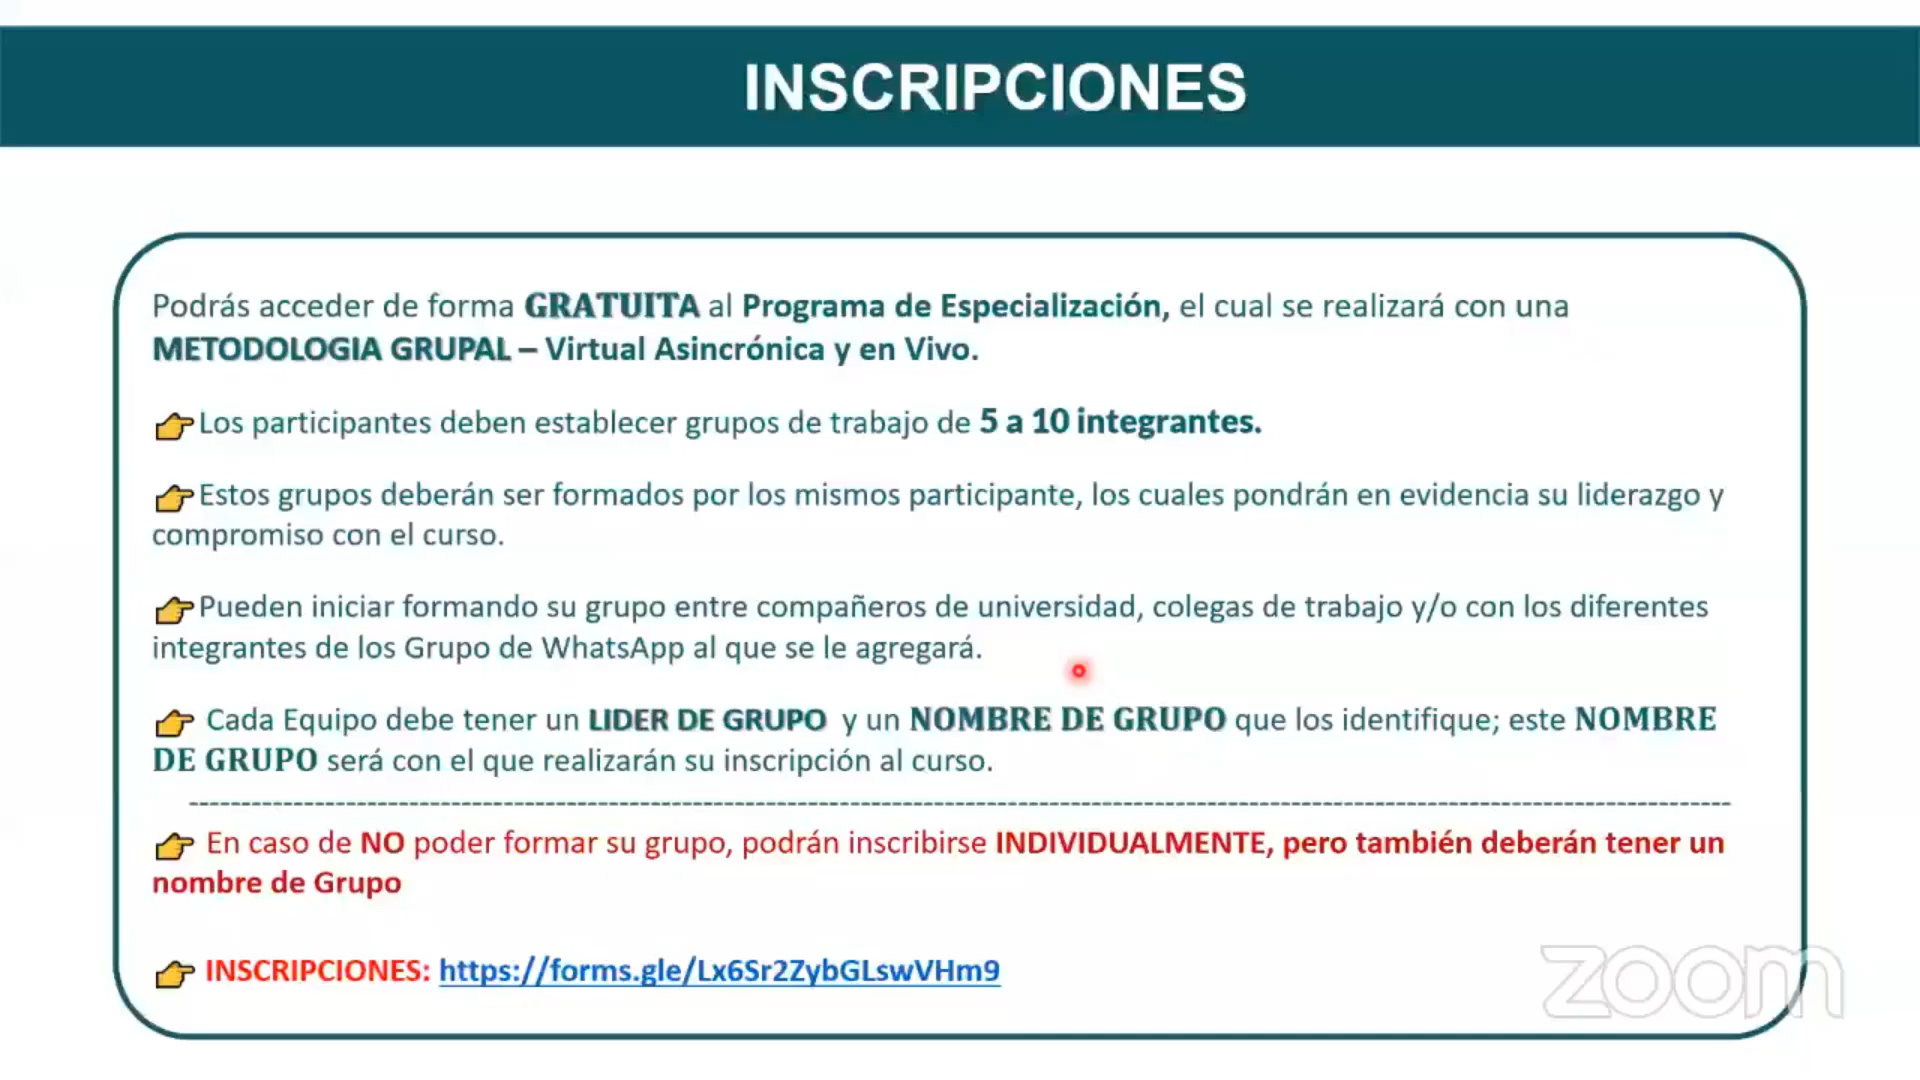 INSCRIPCIONES
Podrás acceder de forma GRATUITA al Programa de Especialización, el cual se realizará con una
METODOLOGIA GRUPAL – Virtual Asincrónica y en Vivo.
👉Los participantes deben establecer grupos de trabajo de 5 a 10 integrantes.
👉Estos grupos deberán ser formados por los mismos participante, los cuales pondrán en evidencia su liderazgo y
compromiso con el curso.
👉Pueden iniciar formando su grupo entre compañeros de universidad, colegas de trabajo y/o con los diferentes
integrantes de los Grupo de WhatsApp al que se le agregará.
👉 Cada Equipo debe tener un LIDER DE GRUPO y un NOMBRE DE GRUPO que los identifique; este NOMBRE
DE GRUPO será con el que realizarán su inscripción al curso.
👉 En caso de NO poder formar su grupo, podrán inscribirse INDIVIDUALMENTE, pero también deberán tener un
nombre de Grupo
👉 INSCRIPCIONES: https://forms.gle/Lx6Sr2ZybGLswVHm9
zoom